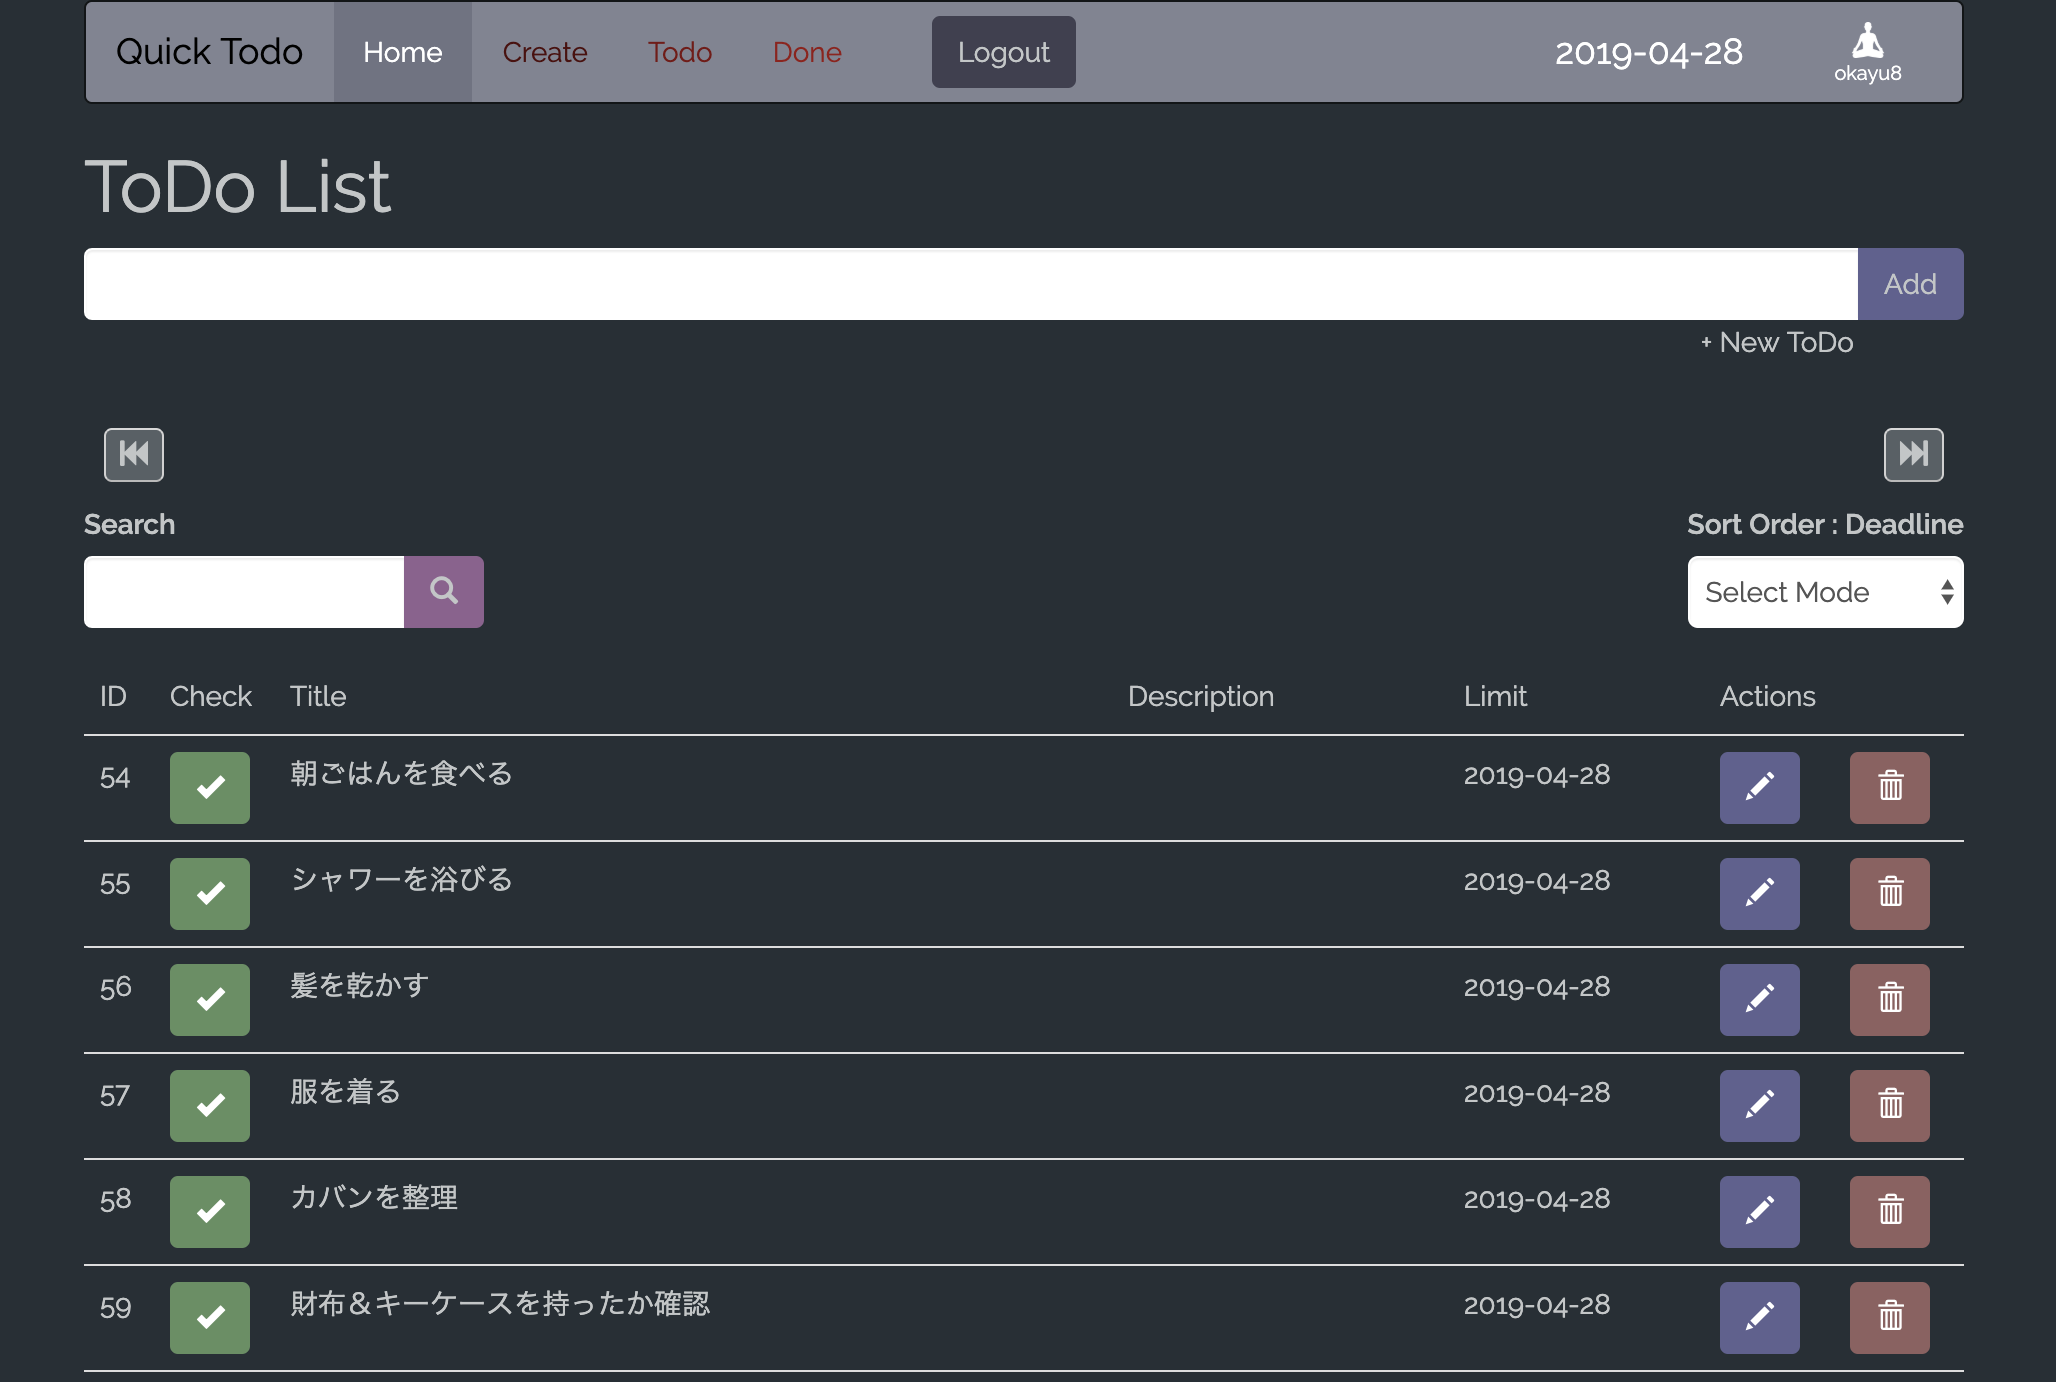 Quick Todo Home Create Todo Done Logout 2019-04-28
okayu8
ToDo List
Add
+ New ToDo
Search Sort Order : Deadline
Select Mode
ID Check Title Description Limit Actions
54 朝ごはんを食べる 2019-04-28
55 シャワーを浴びる 2019-04-28
56 髪を乾かす 2019-04-28
57 服を着る 2019-04-28
58 カバンを整理 2019-04-28
59 財布＆キーケースを持ったか確認 2019-04-28